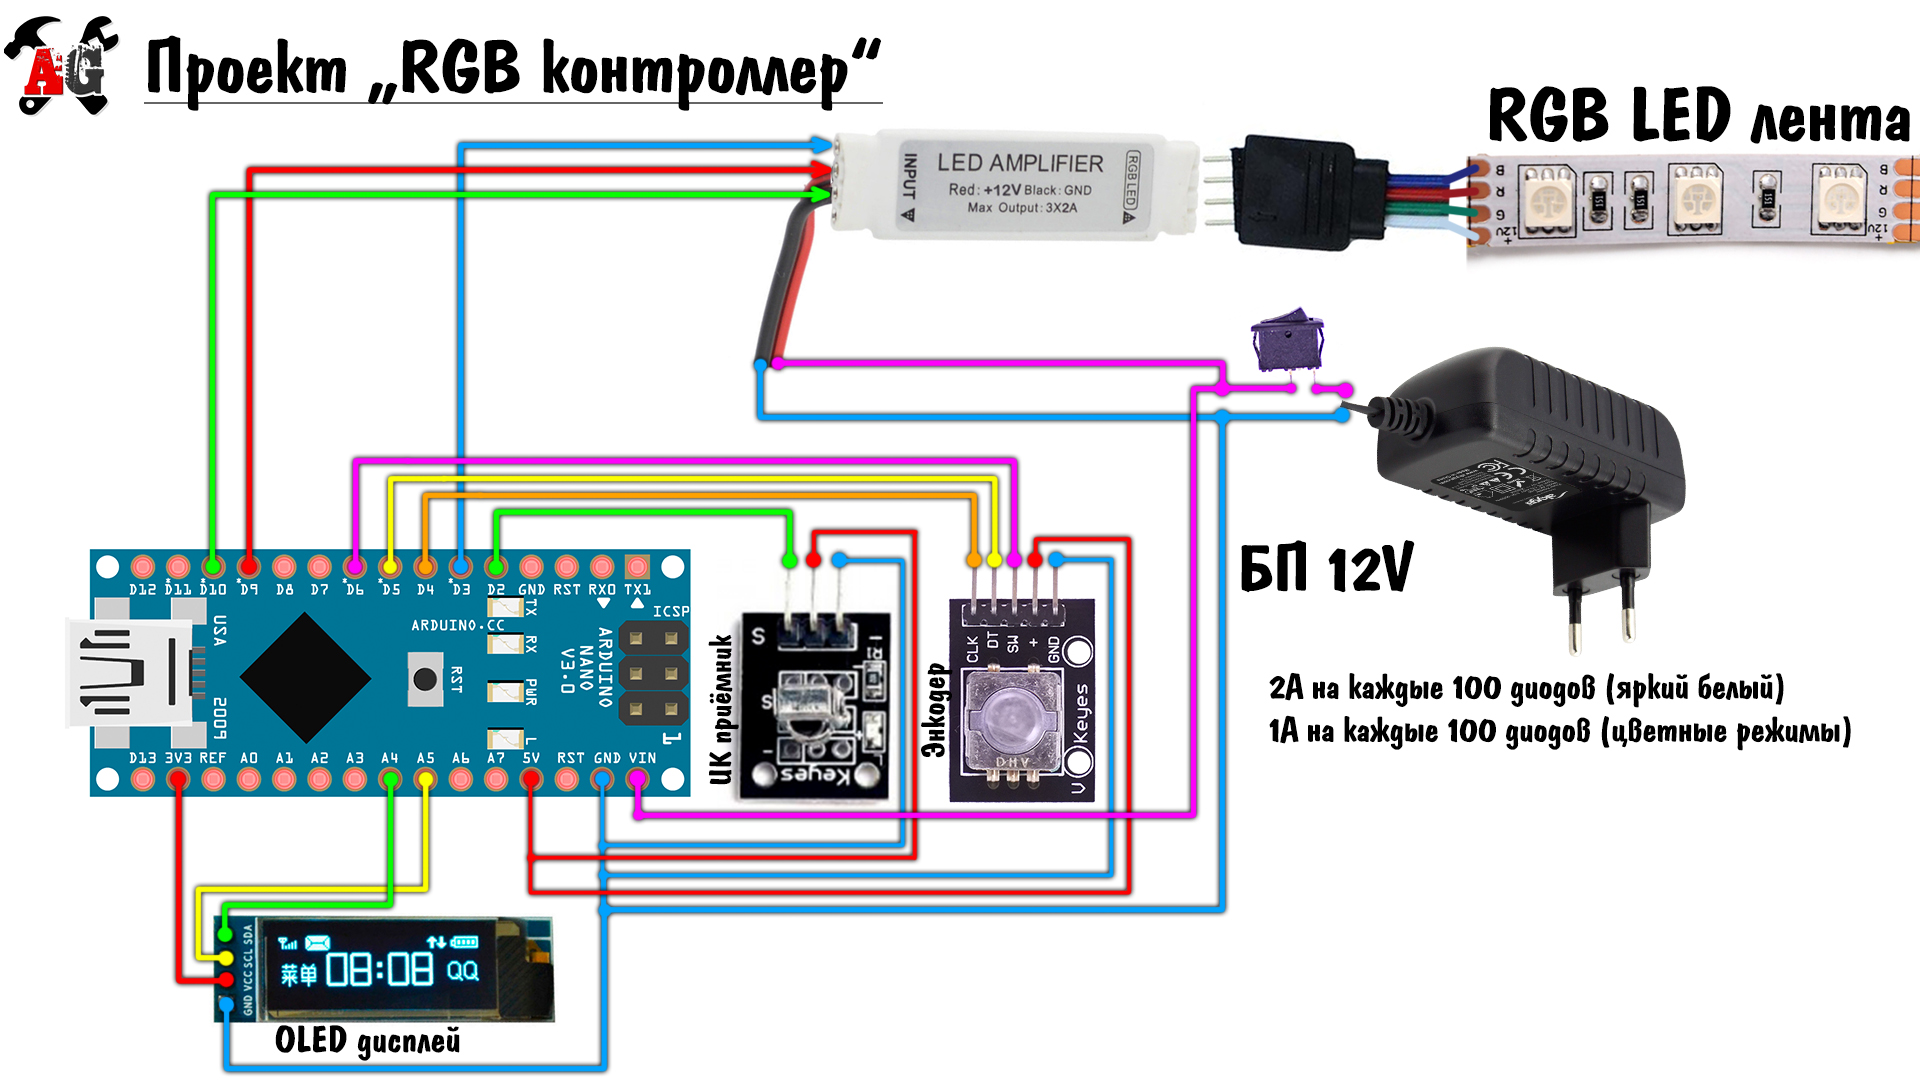 AG
Проект „RGB контроллер“
RGB LED лента
INPUT
LED AMPLIFIER
Red: +12V Black: GND
Max Output: 3X2A
RGB LED
B
R
G
12V
+
151
151
151
B
R
G
12V
+
БП 12V
2А на каждые 100 диодов (яркий белый)
1А на каждые 100 диодов (цветные режимы)
D12 *D11 *D10 *D9 D8 D7 *D6 *D5 D4 *D3 D2 GND RST RX0 TX1
USA
ARDUINO.CC
TX
RX
PWR
L
RST
ICSP
ARDUINO
NANO
V3.0
2009
1
D13 3V3 REF A0 A1 A2 A3 A4 A5 A6 A7 5V RST GND VIN
ИК приёмник
S
S
Keyes
Энкодер
CLK
DT
SW
+
GND
Keyes
SDA
SCL
VCC
GND
菜单 08:08 QQ
OLED дисплей